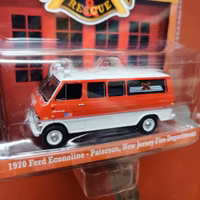 RESCUE
1970 Ford Econoline - Paterson, New Jersey Fire Department